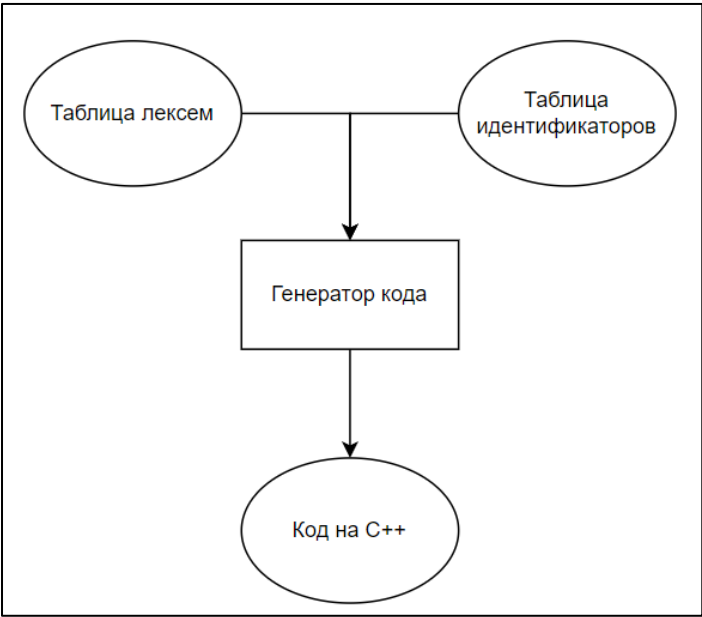 Таблица лексем
Таблица
идентификаторов
Генератор кода
Код на C++